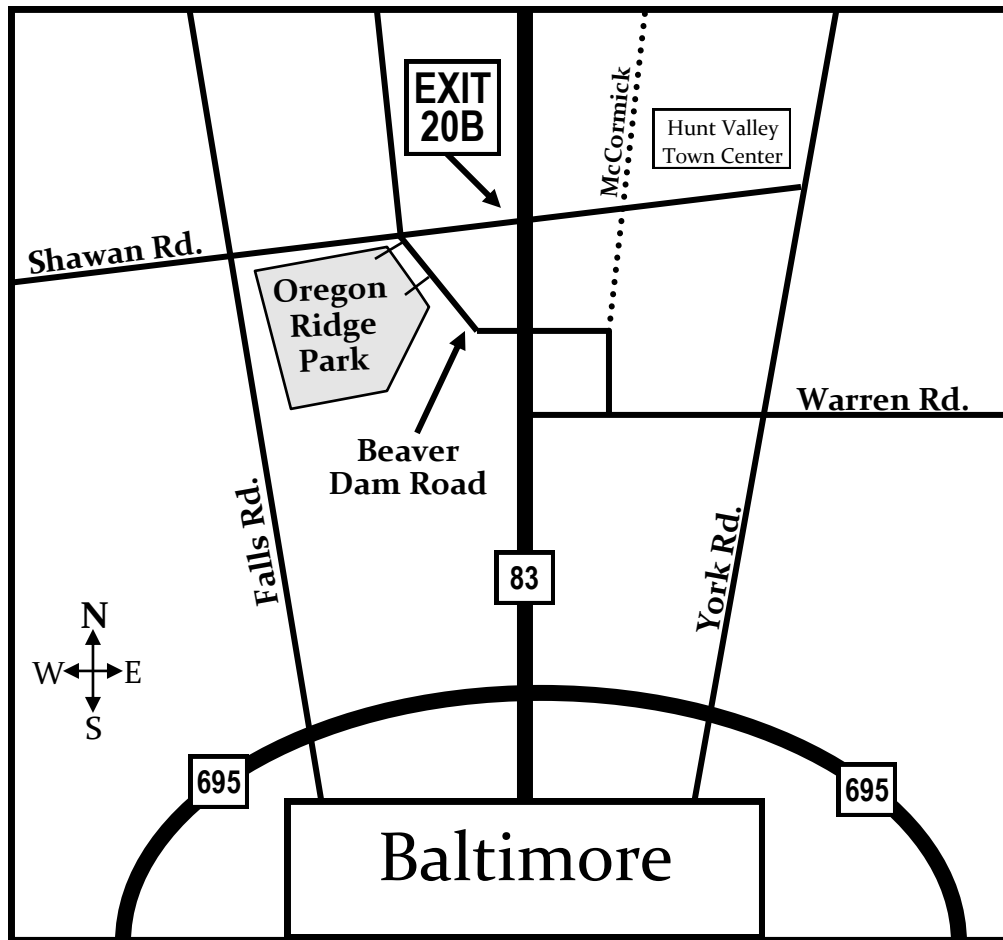 EXIT
20B
McCormick
Hunt Valley
Town Center
Shawan Rd.
Oregon
Ridge
Park
Warren Rd.
Beaver
Dam Road
Falls Rd.
83
York Rd.
N
W
E
S
695
695
Baltimore